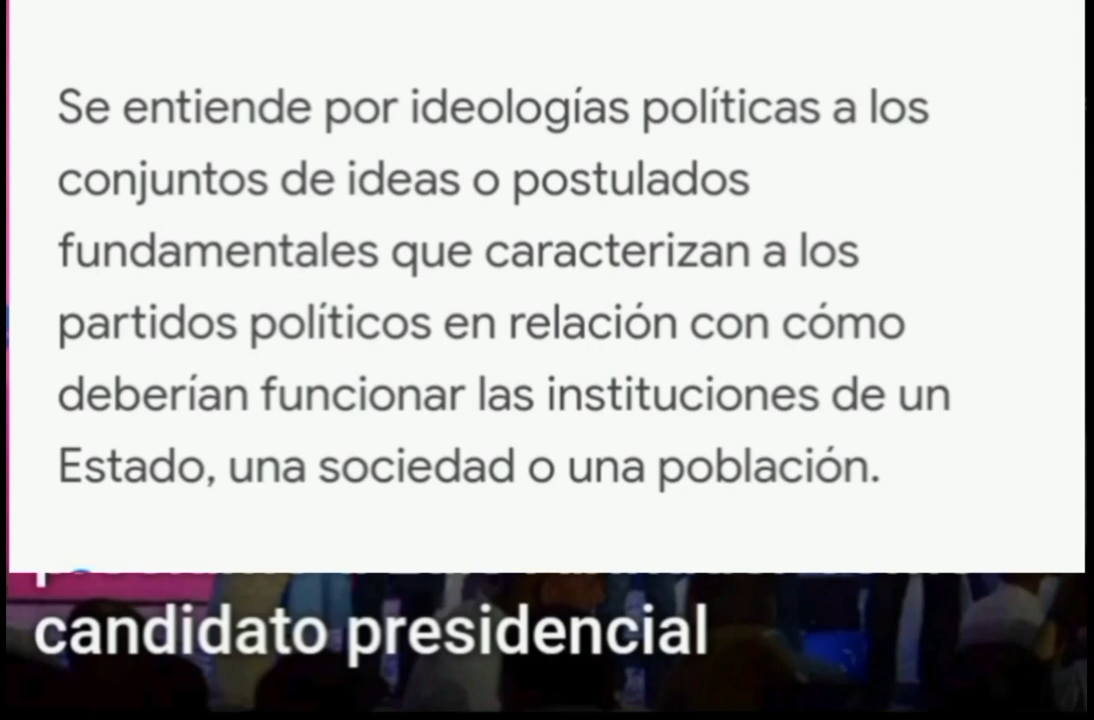 Se entiende por ideologías políticas a los
conjuntos de ideas o postulados
fundamentales que caracterizan a los
partidos políticos en relación con cómo
deberían funcionar las instituciones de un
Estado, una sociedad o una población.
candidato presidencial